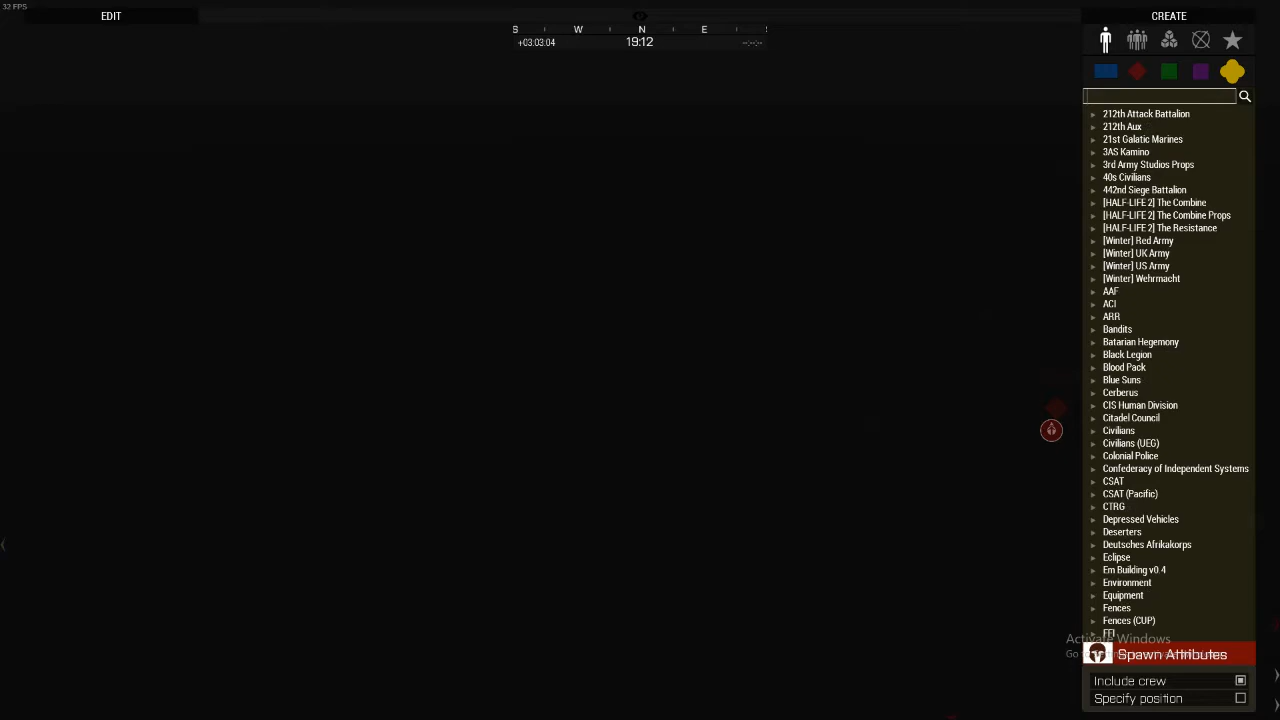 32 FPS
EDIT
CREATE
S W N E
+03:03:04 19:12 --:--:--
212th Attack Battalion
212th Aux
21st Galatic Marines
3AS Kamino
3rd Army Studios Props
40s Civilians
442nd Siege Battalion
[HALF-LIFE 2] The Combine
[HALF-LIFE 2] The Combine Props
[HALF-LIFE 2] The Resistance
[Winter] Red Army
[Winter] UK Army
[Winter] US Army
[Winter] Wehrmacht
AAF
ACI
ARR
Bandits
Batarian Hegemony
Black Legion
Blood Pack
Blue Suns
Cerberus
CIS Human Division
Citadel Council
Civilians
Civilians (UEG)
Colonial Police
Confederacy of Independent Systems
CSAT
CSAT (Pacific)
CTRG
Depressed Vehicles
Deserters
Deutsches Afrikakorps
Eclipse
Em Building v0.4
Environment
Equipment
Fences
Fences (CUP)
FFI
Activate Windows
Go to
Spawn Attributes
Include crew
Specify position